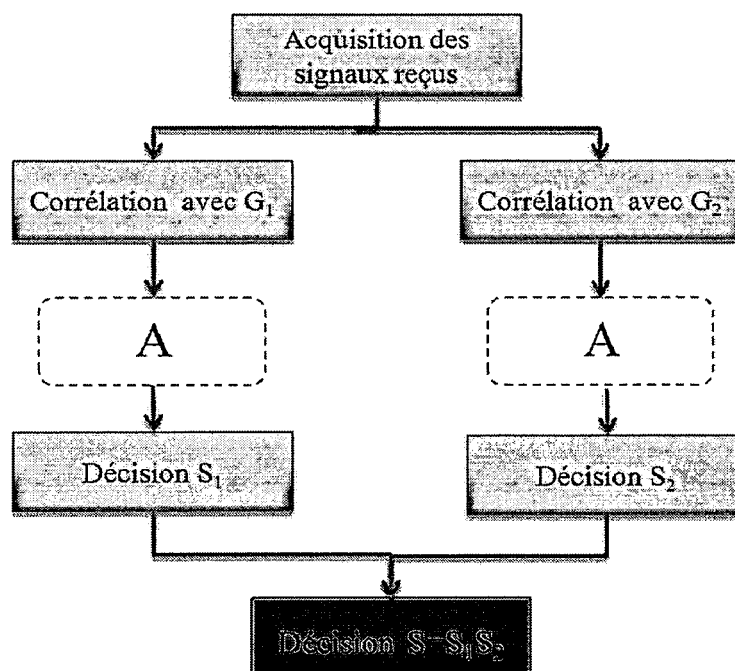 Acquisition des
signaux reçus
Corrélation avec G₁
Corrélation avec G₂
A
A
Décision S₁
Décision S₂
Décision S=S₁S₂